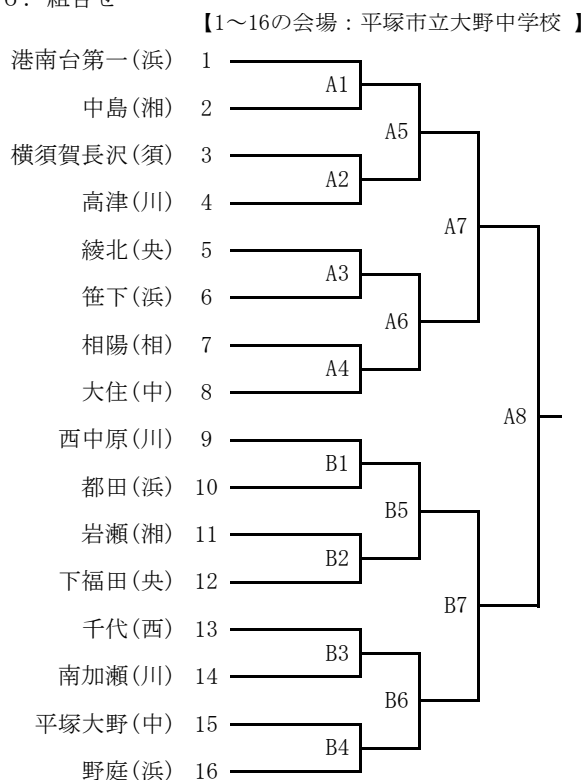 組合せ
【1～16の会場：平塚市立大野中学校 】
港南台第一(浜) 1
A1
中島(湘) 2
A5
横須賀長沢(須) 3
A2
高津(川) 4
A7
綾北(央) 5
A3
笹下(浜) 6
A6
相陽(相) 7
A4
大住(中) 8
A8
西中原(川) 9
B1
都田(浜) 10
B5
岩瀬(湘) 11
B2
下福田(央) 12
B7
千代(西) 13
B3
南加瀬(川) 14
B6
平塚大野(中) 15
B4
野庭(浜) 16